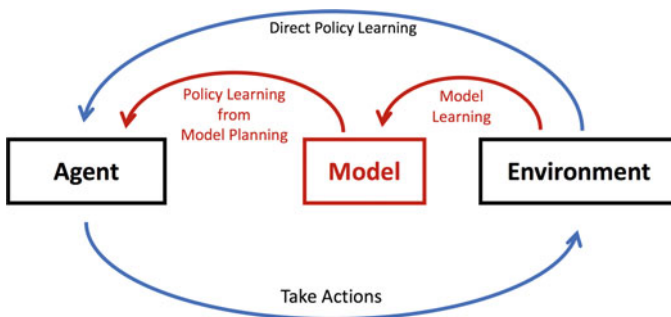 Direct Policy Learning
Policy Learning
from
Model Planning
Model
Learning
Agent
Model
Environment
Take Actions